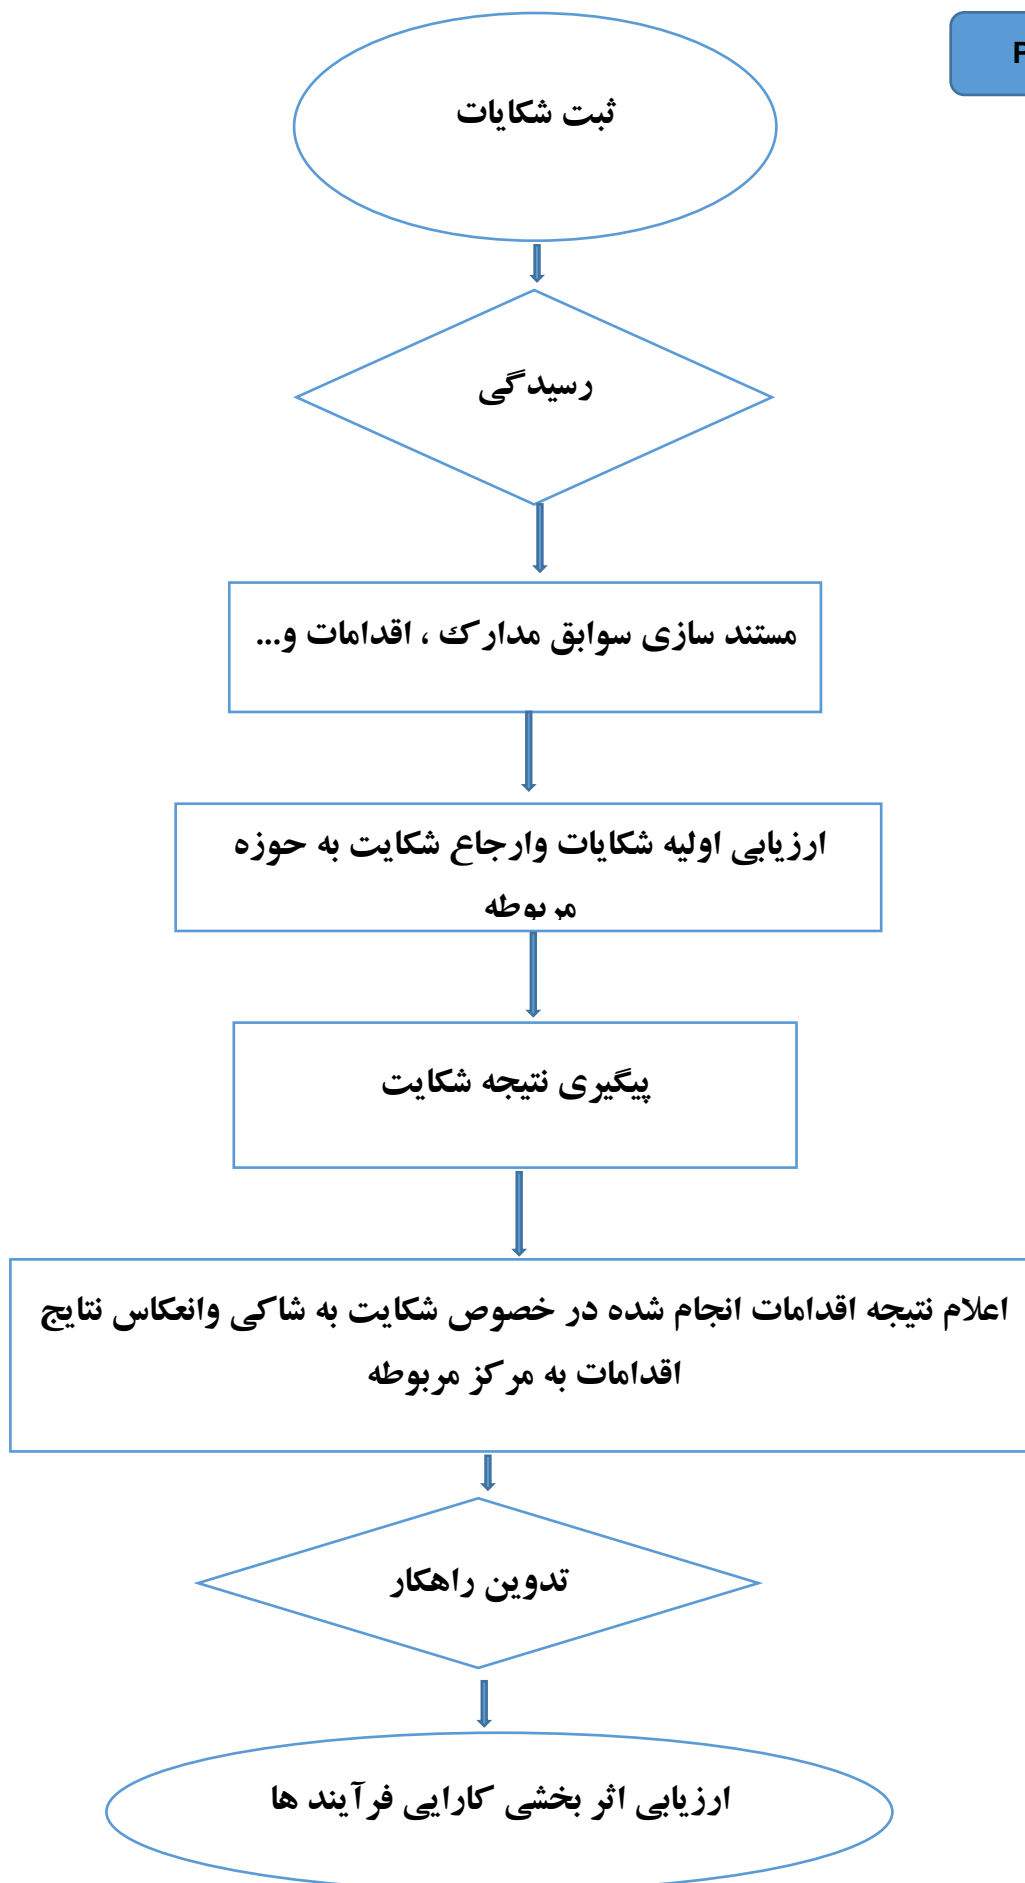 P
ثبت شکایات
رسیدگی
مستند سازی سوابق مدارک ، اقدامات و...
ارزیابی اولیه شکایات وارجاع شکایت به حوزه
مربوطه
پیگیری نتیجه شکایت
اعلام نتیجه اقدامات انجام شده در خصوص شکایت به شاکی وانعکاس نتایج
اقدامات به مرکز مربوطه
تدوین راهکار
ارزیابی اثر بخشی کارایی فرآیند ها